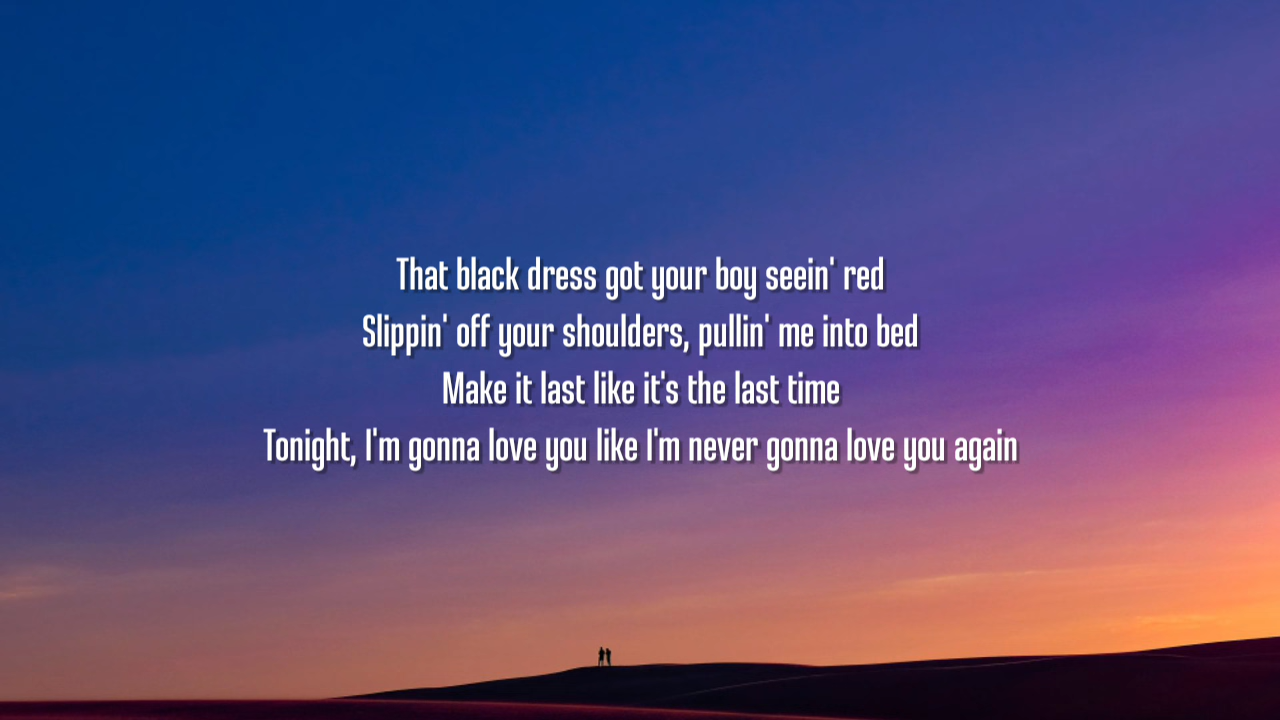 That black dress got your boy seein' red
Slippin' off your shoulders, pullin' me into bed
Make it last like it's the last time
Tonight, I'm gonna love you like I'm never gonna love you again